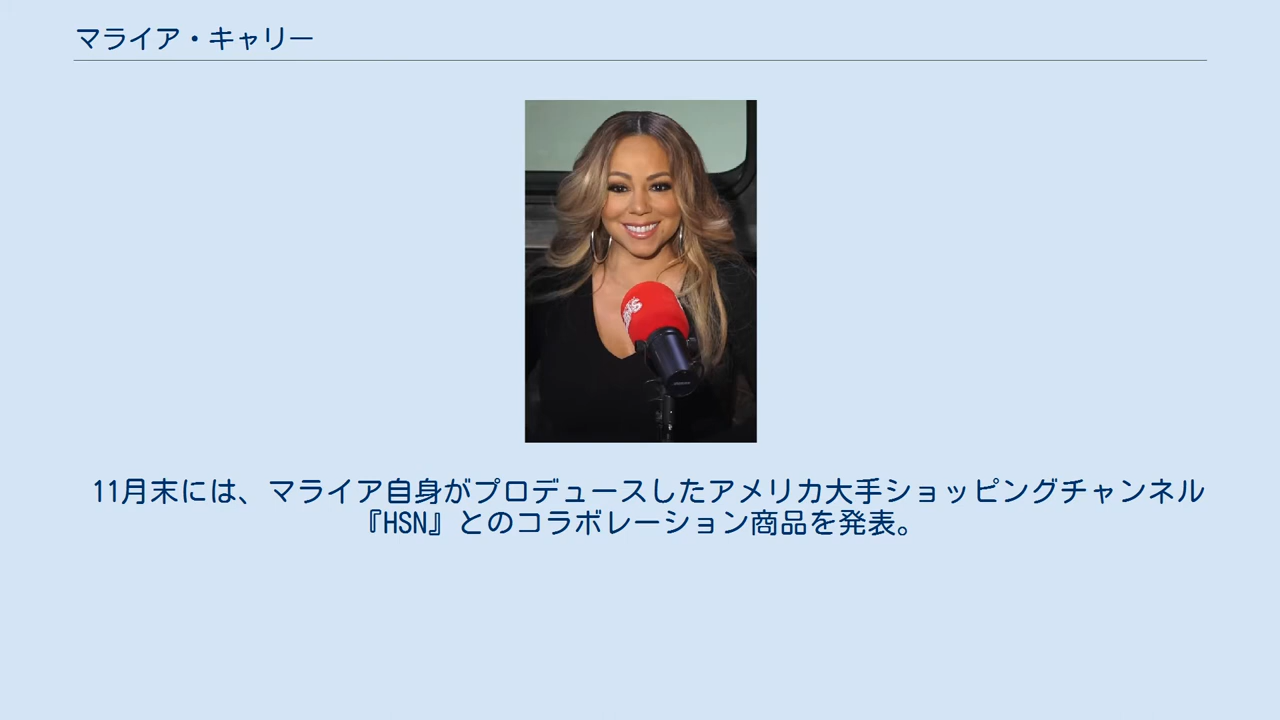 マライア・キャリー
11月末には、マライア自身がプロデュースしたアメリカ大手ショッピングチャンネル
『HSN』とのコラボレーション商品を発表。